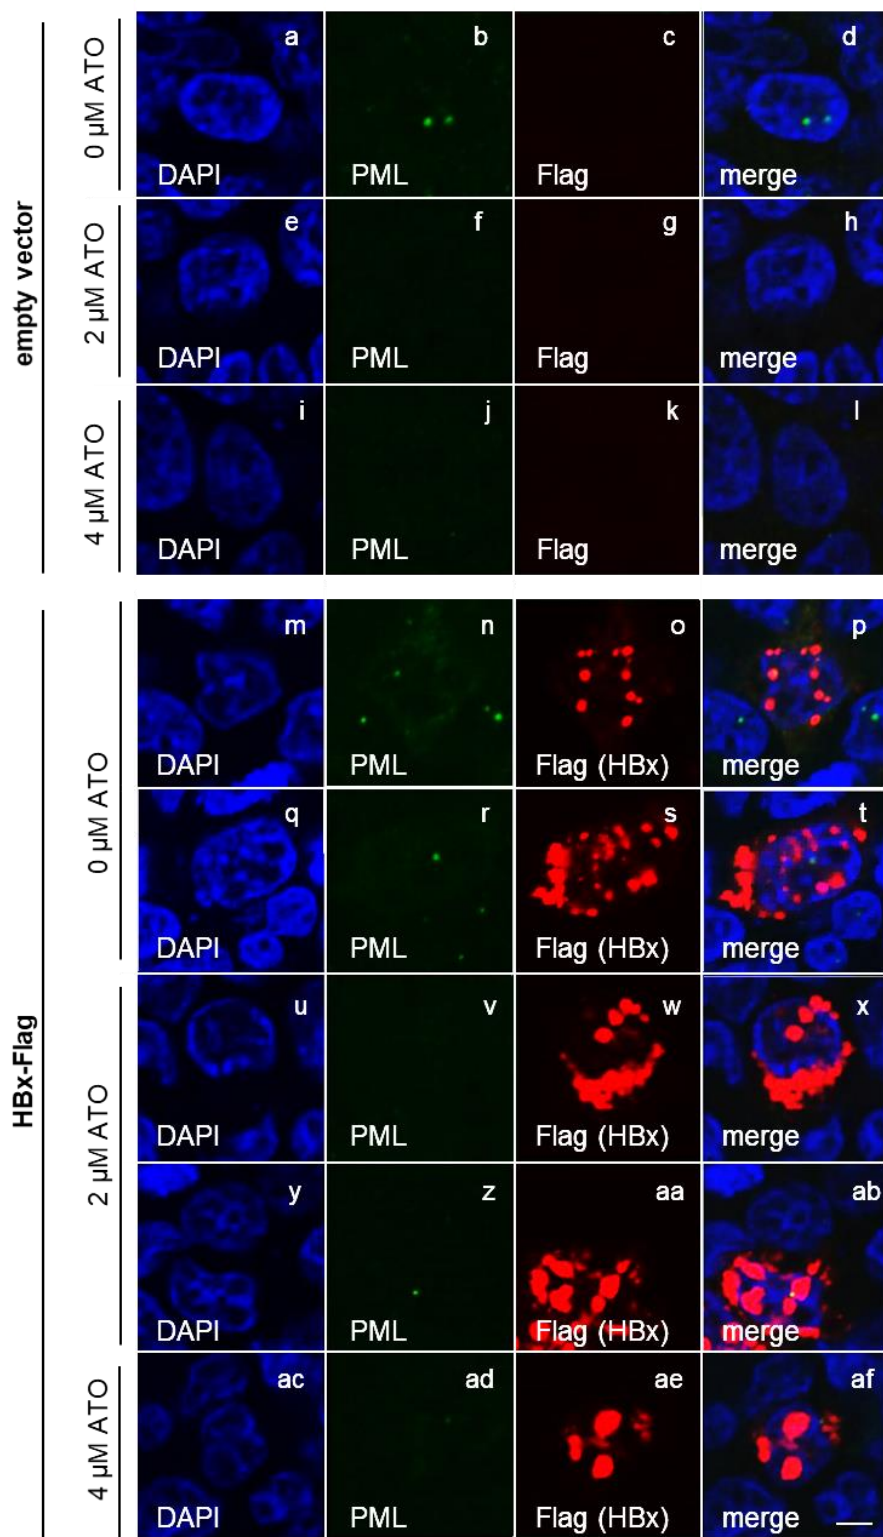 empty vector
0 µM ATO
a b c d
DAPI PML Flag merge
2 µM ATO
e f g h
DAPI PML Flag merge
4 µM ATO
i j k l
DAPI PML Flag merge
HBx-Flag
0 µM ATO
m n o p
DAPI PML Flag (HBx) merge
q r s t
DAPI PML Flag (HBx) merge
2 µM ATO
u v w x
DAPI PML Flag (HBx) merge
y z aa ab
DAPI PML Flag (HBx) merge
4 µM ATO
ac ad ae af
DAPI PML Flag (HBx) merge